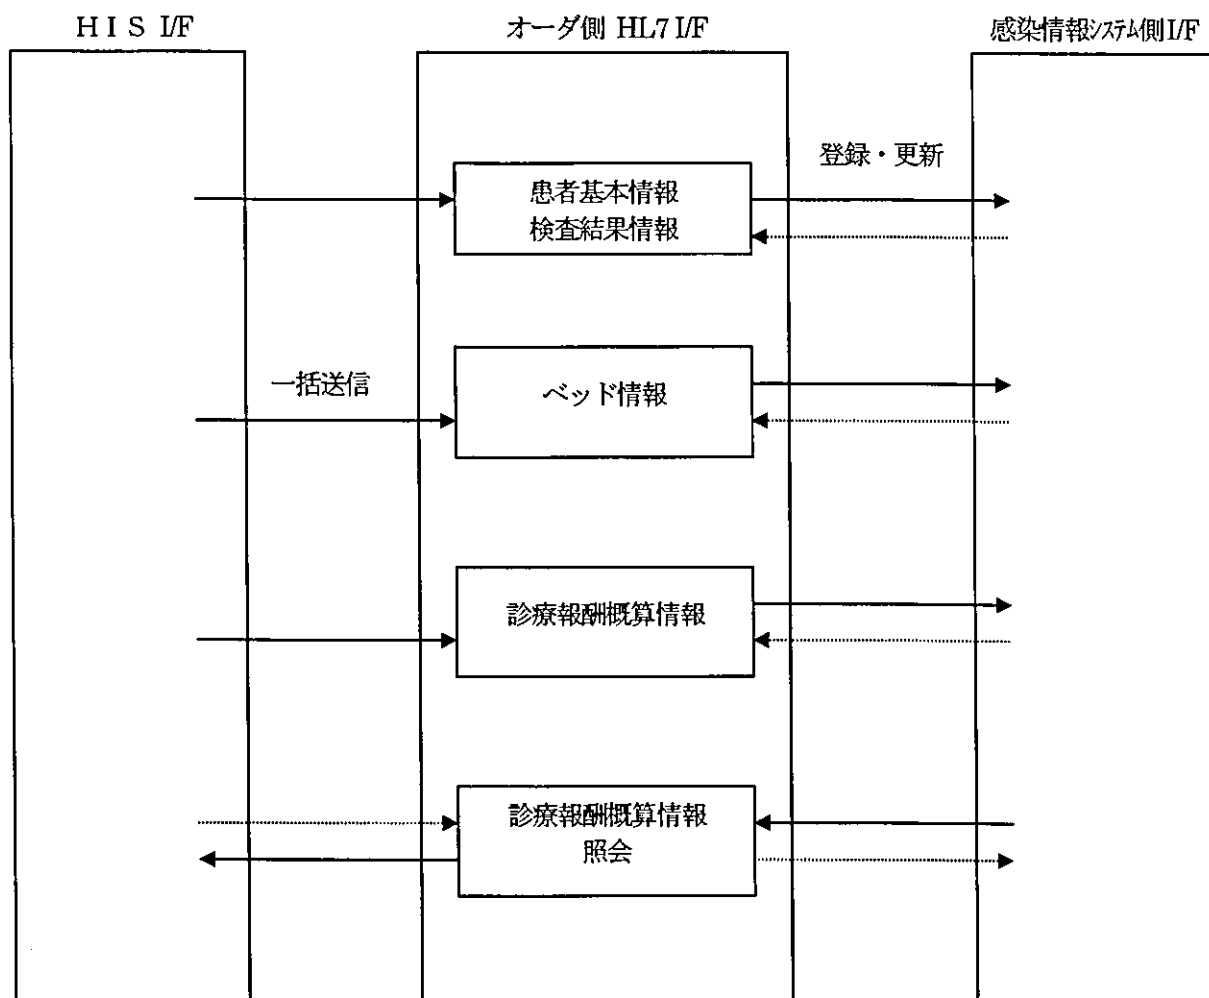 ＨＩＳ I/F
オーダ側 HL7 I/F
感染情報ｼｽﾃﾑ側I/F
登録・更新
患者基本情報
検査結果情報
一括送信
ベッド情報
診療報酬概算情報
診療報酬概算情報
照会